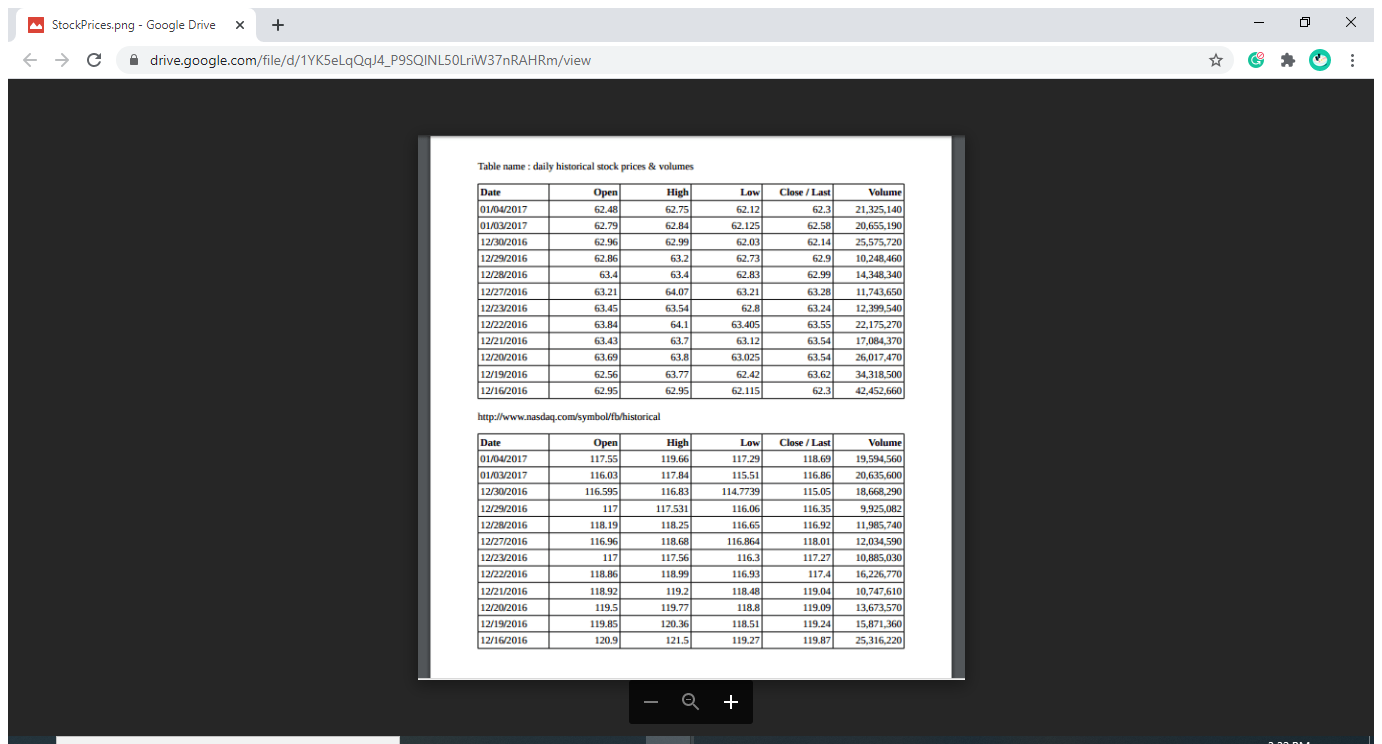 StockPrices.png - Google Drive
drive.google.com/file/d/1YK5eLqQqJ4_P9SQINL50LriW37nRAHRm/view
Table name : daily historical stock prices & volumes
Date Open High Low Close / Last Volume
01/04/2017 62.48 62.75 62.12 62.3 21,325,140
01/03/2017 62.79 62.84 62.125 62.58 20,655,190
12/30/2016 62.96 62.99 62.03 62.14 25,575,720
12/29/2016 62.86 63.2 62.73 62.9 10,248,460
12/28/2016 63.4 63.4 62.83 62.99 14,348,340
12/27/2016 63.21 64.07 63.21 63.28 11,743,650
12/23/2016 63.45 63.54 62.8 63.24 12,399,540
12/22/2016 63.84 64.1 63.405 63.55 22,175,270
12/21/2016 63.43 63.7 63.12 63.54 17,084,370
12/20/2016 63.69 63.8 63.025 63.54 26,017,470
12/19/2016 62.56 63.77 62.42 63.62 34,318,500
12/16/2016 62.95 62.95 62.115 62.3 42,452,660
http://www.nasdaq.com/symbol/fb/historical
Date Open High Low Close / Last Volume
01/04/2017 117.55 119.66 117.29 118.69 19,594,560
01/03/2017 116.03 117.84 115.51 116.86 20,635,600
12/30/2016 116.595 116.83 114.7739 115.05 18,668,290
12/29/2016 117 117.531 116.06 116.35 9,925,082
12/28/2016 118.19 118.25 116.65 116.92 11,985,740
12/27/2016 116.96 118.68 116.864 118.01 12,034,590
12/23/2016 117 117.56 116.3 117.27 10,885,030
12/22/2016 118.86 118.99 116.93 117.4 16,226,770
12/21/2016 118.92 119.2 118.48 119.04 10,747,610
12/20/2016 119.5 119.77 118.8 119.09 13,673,570
12/19/2016 119.85 120.36 118.51 119.24 15,871,360
12/16/2016 120.9 121.5 119.27 119.87 25,316,220